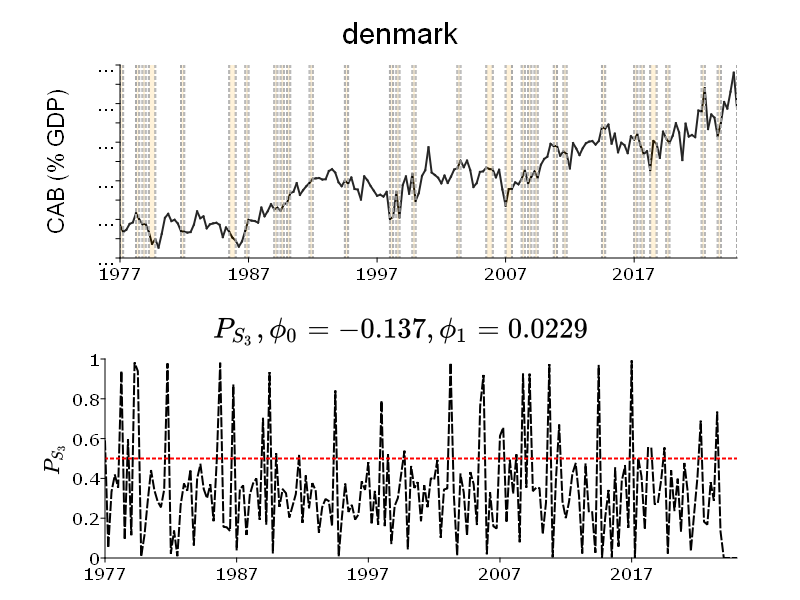 denmark
CAB (% GDP)
...
...
...
...
...
...
1977 1987 1997 2007 2017
P_{S_3}, ϕ_0 = −0.137, ϕ_1 = 0.0229
P_{S_3}
1
0.8
0.6
0.4
0.2
0
1977 1987 1997 2007 2017